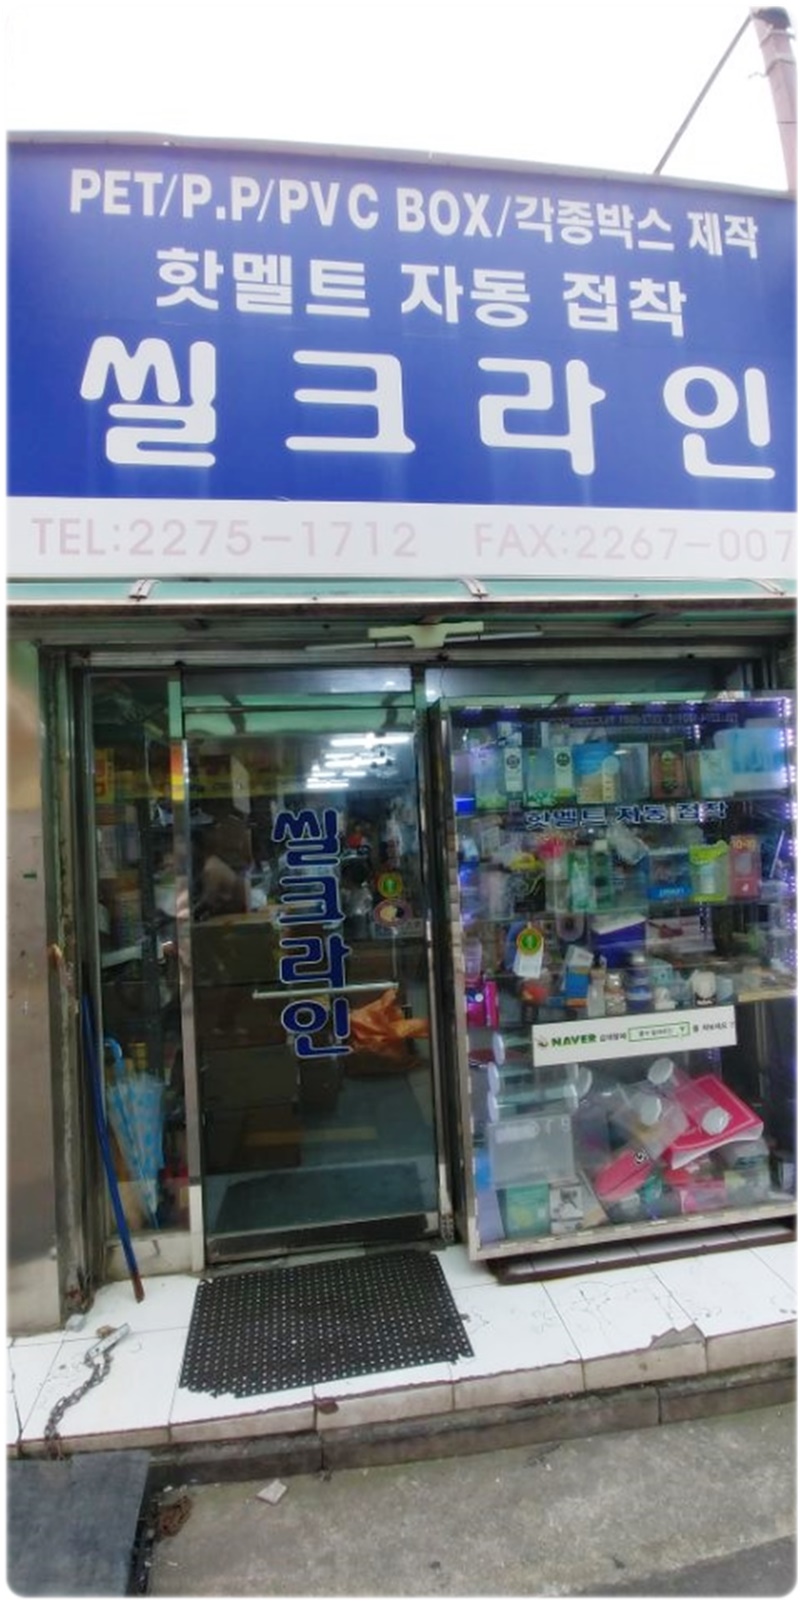 PET/P.P/PVC BOX/각종박스 제작
핫멜트 자동 접착
씰크라인
TEL:2275-1712 FAX:2267-007
씰크라인
핫멜트 자동 접착
NAVER